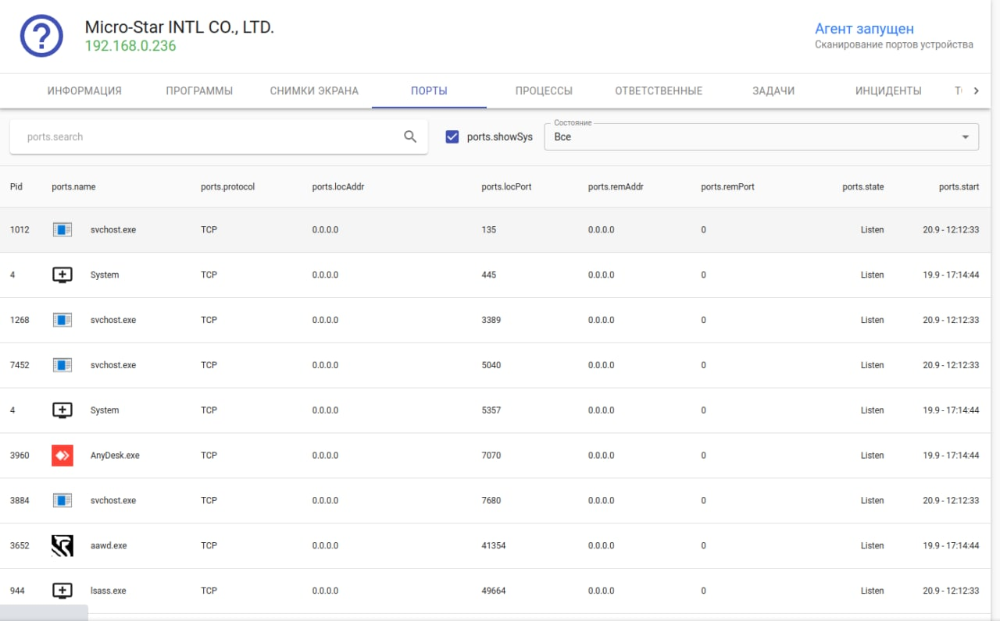 Micro-Star INTL CO., LTD.
192.168.0.236
Агент запущен
Сканирование портов устройства
ИНФОРМАЦИЯ ПРОГРАММЫ СНИМКИ ЭКРАНА ПОРТЫ ПРОЦЕССЫ ОТВЕТСТВЕННЫЕ ЗАДАЧИ ИНЦИДЕНТЫ
ports.search
ports.showSys
Состояние
Все
Pid ports.name ports.protocol ports.locAddr ports.locPort ports.remAddr ports.remPort ports.state ports.start
1012 svchost.exe TCP 0.0.0.0 135 0.0.0.0 0 Listen 20.9 - 12:12:33
4 System TCP 0.0.0.0 445 0.0.0.0 0 Listen 19.9 - 17:14:44
1268 svchost.exe TCP 0.0.0.0 3389 0.0.0.0 0 Listen 20.9 - 12:12:33
7452 svchost.exe TCP 0.0.0.0 5040 0.0.0.0 0 Listen 20.9 - 12:12:33
4 System TCP 0.0.0.0 5357 0.0.0.0 0 Listen 19.9 - 17:14:44
3960 AnyDesk.exe TCP 0.0.0.0 7070 0.0.0.0 0 Listen 19.9 - 17:14:44
3884 svchost.exe TCP 0.0.0.0 7680 0.0.0.0 0 Listen 20.9 - 12:12:33
3652 aawd.exe TCP 0.0.0.0 41354 0.0.0.0 0 Listen 19.9 - 17:14:44
944 lsass.exe TCP 0.0.0.0 49664 0.0.0.0 0 Listen 20.9 - 12:12:33